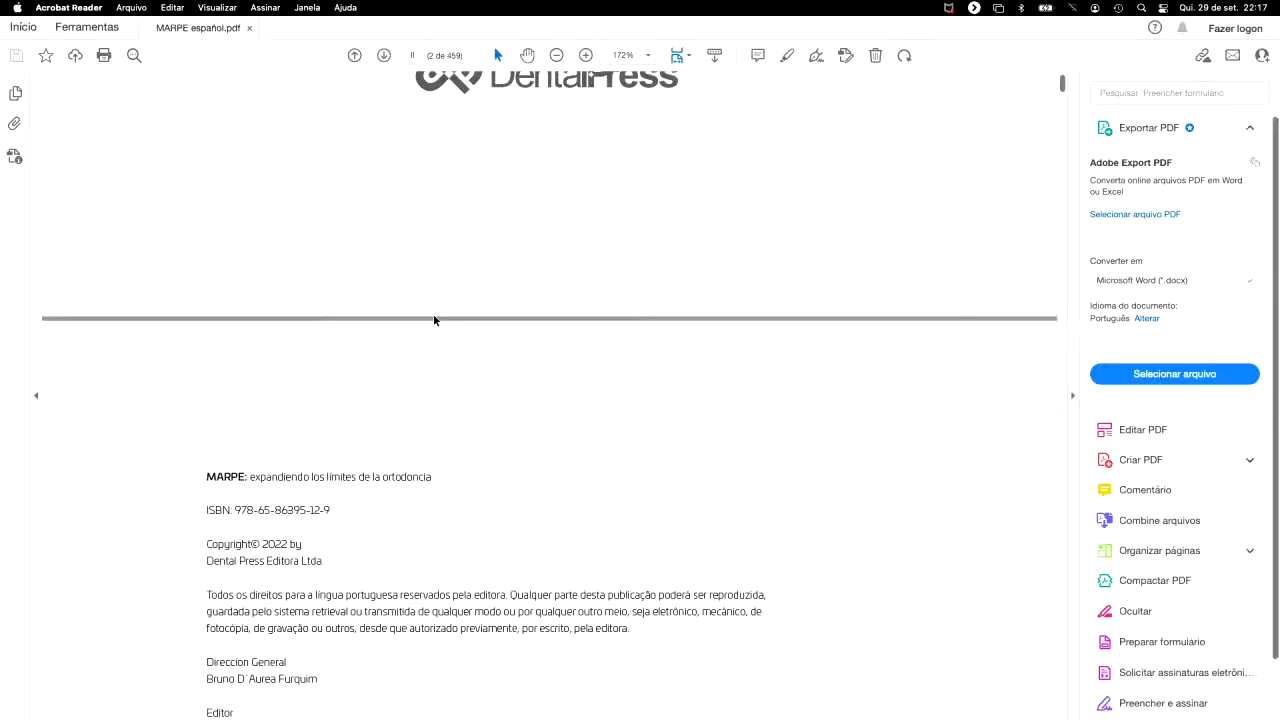 Acrobat Reader Arquivo Editar Visualizar Assinar Janela Ajuda Qui. 29 de set. 22:17
Início Ferramentas MARPE español.pdf × Fazer logon
II (2 de 459) 172%
DentalPress
Pesquisar 'Preencher formulário
Exportar PDF
Adobe Export PDF
Converta online arquivos PDF em Word
ou Excel
Selecionar arquivo PDF
Converter em
Microsoft Word (*.docx)
Idioma do documento:
Português Alterar
Selecionar arquivo
Editar PDF
Criar PDF
Comentário
Combine arquivos
Organizar páginas
Compactar PDF
Ocultar
Preparar formulário
Solicitar assinaturas eletrôni...
Preencher e assinar
MARPE: expandiendo los límites de la ortodoncia
ISBN: 978-65-86395-12-9
Copyright© 2022 by
Dental Press Editora Ltda.
Todos os direitos para a língua portuguesa reservados pela editora. Qualquer parte desta publicação poderá ser reproduzida,
guardada pelo sistema retrieval ou transmitida de qualquer modo ou por qualquer outro meio, seja eletrônico, mecânico, de
fotocópia, de gravação ou outros, desde que autorizado previamente, por escrito, pela editora.
Direccion General
Bruno D´Aurea Furquim
Editor